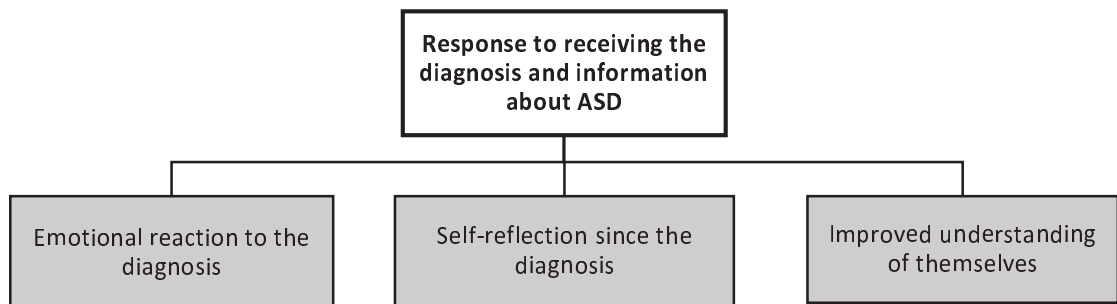 Response to receiving the
diagnosis and information
about ASD
Emotional reaction to the
diagnosis
Self-reflection since the
diagnosis
Improved understanding
of themselves